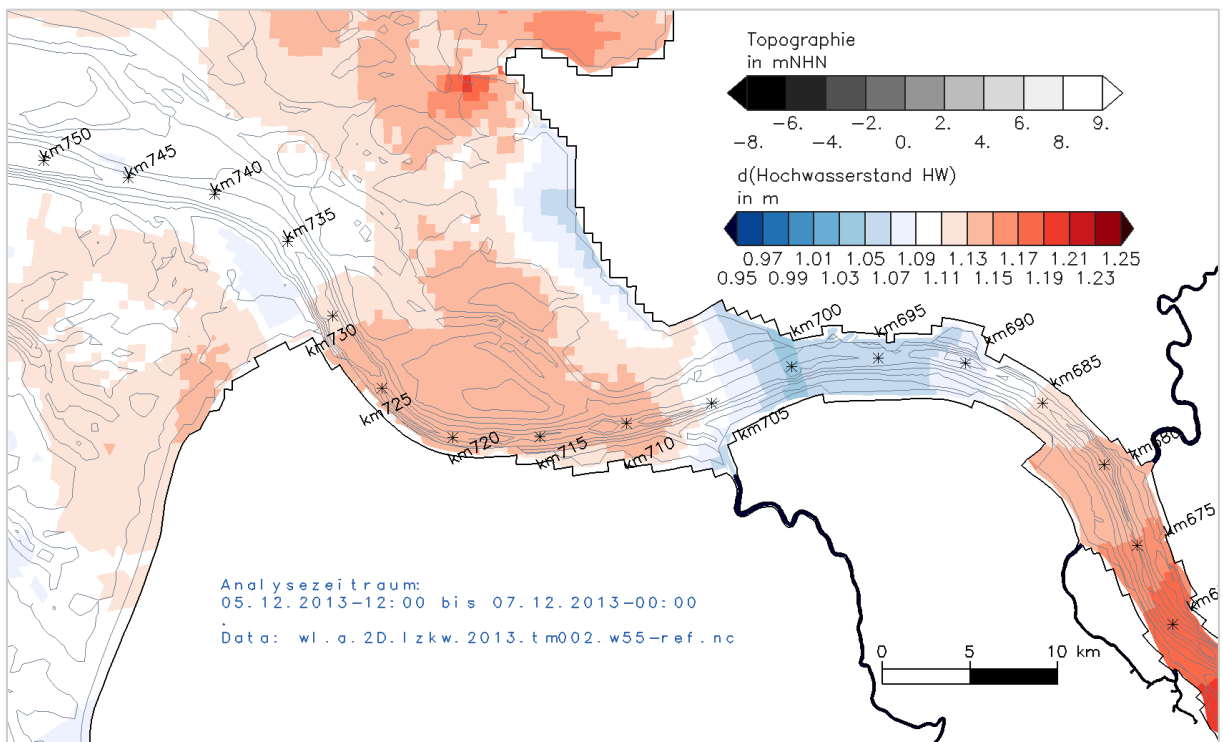 Topographie
in mNHN
-6. -2. 2. 6. 9.
-8. -4. 0. 4. 8.
d(Hochwasserstand HW)
in m
0.97 1.01 1.05 1.09 1.13 1.17 1.21 1.25
0.95 0.99 1.03 1.07 1.11 1.15 1.19 1.23
km750
km745
km740
km735
km730
km725
km720
km715
km710
km705
km700
km695
km690
km685
km680
km675
Analysezeitraum:
05.12.2013-12:00 bis 07.12.2013-00:00
.
Data: wl.a.2D.lzkw.2013.tm002.w55-ref.nc
0 5 10 km